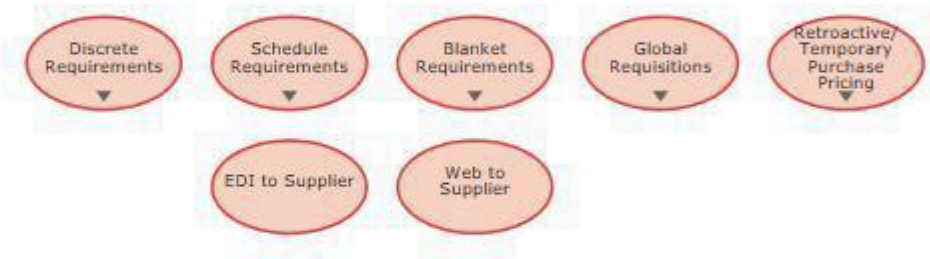 Discrete
Requirements
Schedule
Requirements
Blanket
Requirements
Global
Requisitions
Retroactive/
Temporary
Purchase
Pricing
EDI to Supplier
Web to
Supplier